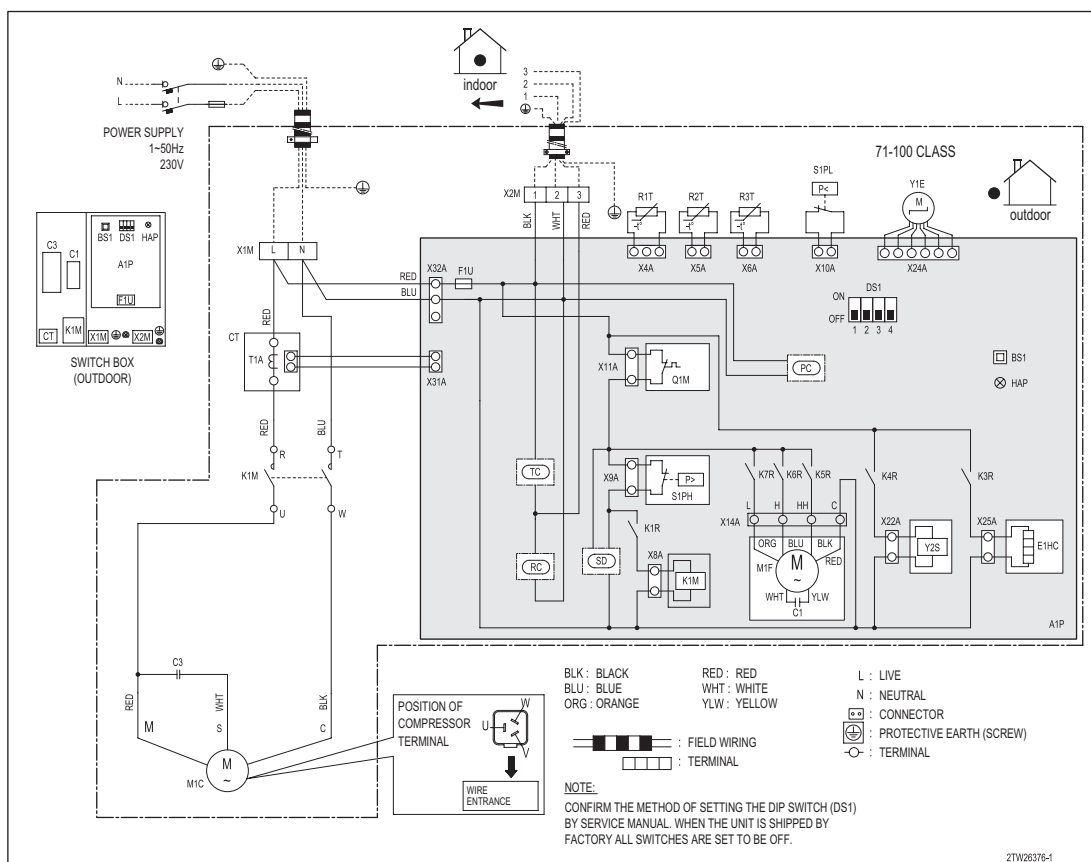 N
L
I
POWER SUPPLY
1~50Hz
230V
indoor
3
2
1
71-100 CLASS
outdoor
X2M 1 2 3
BLK
WHT
RED
R1T
R2T
R3T
S1PL
P<
Y1E
M
X4A
X5A
X6A
X10A
X24A
C3
C1
BS1 DS1 HAP
A1P
F1U
CT
K1M
X1M
X2M
SWITCH BOX
(OUTDOOR)
X1M L N
RED
BLU
X32A
F1U
DS1
ON
OFF
1 2 3 4
BS1
HAP
RED
CT
T1A
X31A
X11A
Q1M
PC
RED
BLU
R
T
K1M
U
W
TC
RC
X9A
P>
S1PH
SD
K1R
X8A
K1M
K7R
K6R
K5R
L
H
HH
C
X14A
ORG
BLU
BLK
M1F
M
~
RED
WHT
YLW
C1
K4R
X22A
Y2S
K3R
X25A
E1HC
A1P
C3
RED
WHT
BLK
M
S
C
M
~
M1C
POSITION OF
COMPRESSOR
TERMINAL
U
W
V
WIRE
ENTRANCE
BLK : BLACK
BLU : BLUE
ORG : ORANGE
RED : RED
WHT : WHITE
YLW : YELLOW
: FIELD WIRING
: TERMINAL
L : LIVE
N : NEUTRAL
: CONNECTOR
: PROTECTIVE EARTH (SCREW)
: TERMINAL
NOTE:
CONFIRM THE METHOD OF SETTING THE DIP SWITCH (DS1)
BY SERVICE MANUAL. WHEN THE UNIT IS SHIPPED BY
FACTORY ALL SWITCHES ARE SET TO BE OFF.
2TW26376-1